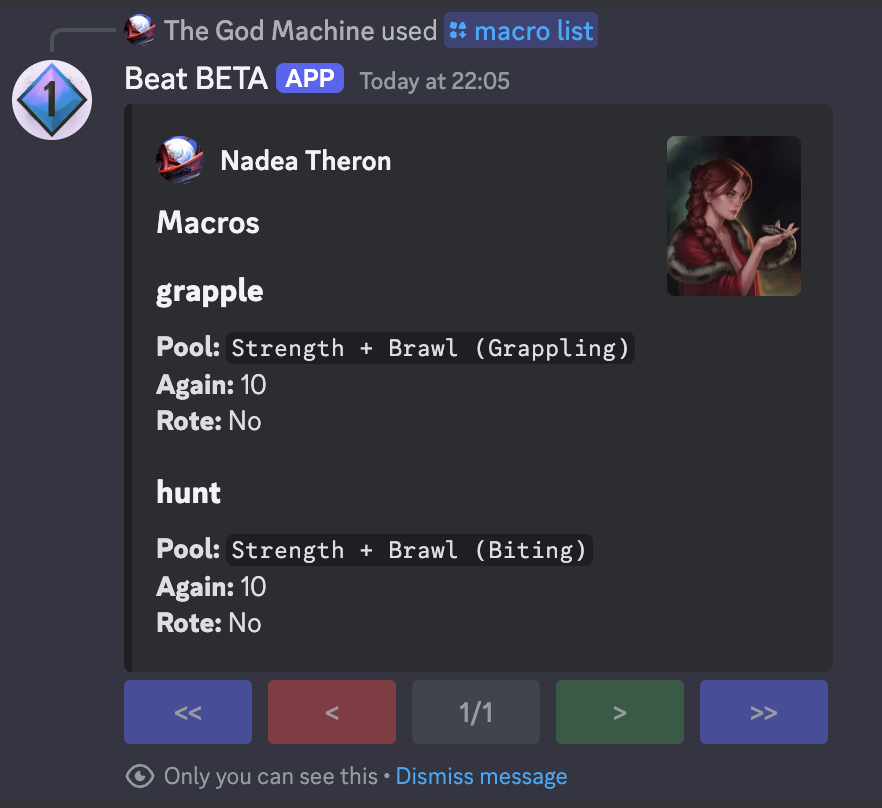 The God Machine used macro list
1
Beat BETA APP Today at 22:05
Nadea Theron
Macros
grapple
Pool: Strength + Brawl (Grappling)
Again: 10
Rote: No
hunt
Pool: Strength + Brawl (Biting)
Again: 10
Rote: No
<< < 1/1 > >>
Only you can see this • Dismiss message